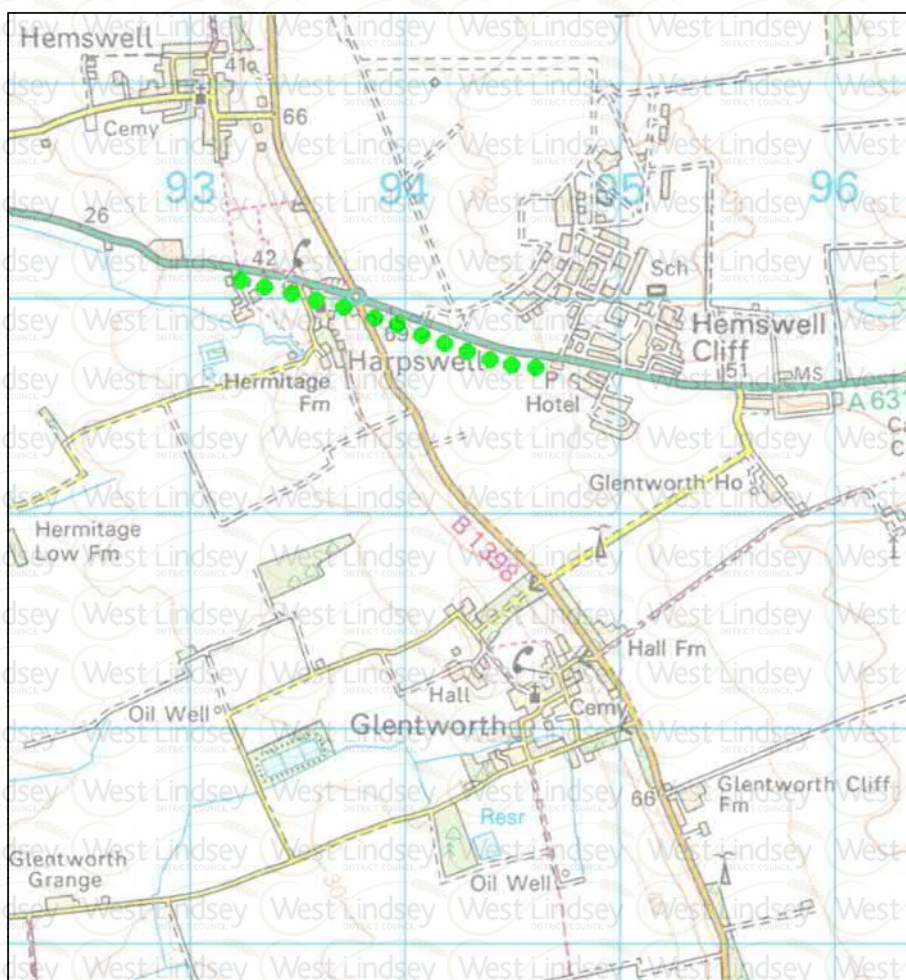 Hemswell
41
66
Cemy
93
94
95
96
26
42
Sch
Hemswell
Cliff
69
51
MS
Harpswell
P
Hotel
A 631
Hermitage
Fm
Glentworth Ho
Hermitage
Low Fm
B 1398
Hall Fm
Hall
Oil Well
Cemy
Glentworth
66
Glentworth Cliff
Fm
Resr
Glentworth
Grange
Oil Well
West Lindsey
DISTRICT COUNCIL